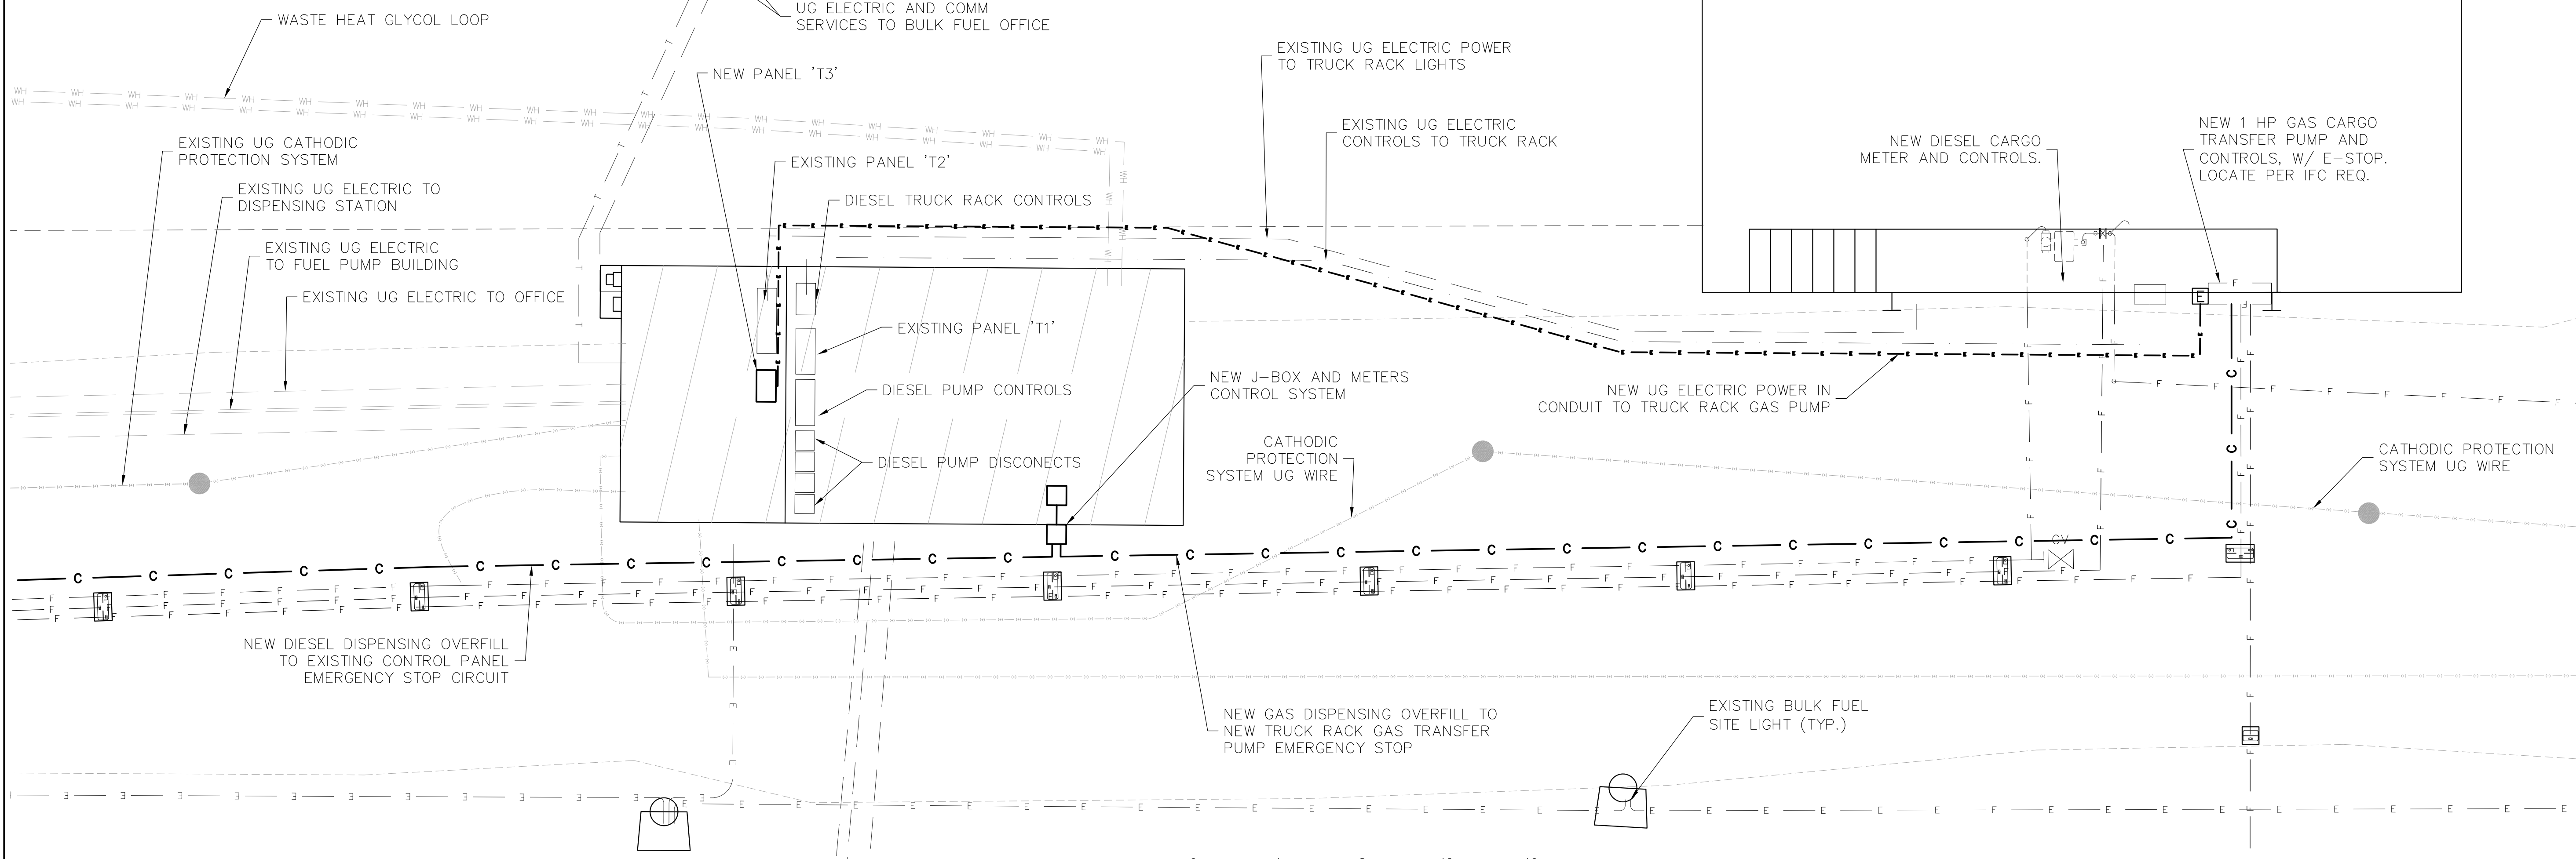 WASTE HEAT GLYCOL LOOP
UG ELECTRIC AND COMM
SERVICES TO BULK FUEL OFFICE
NEW PANEL 'T3'
EXISTING UG ELECTRIC POWER
TO TRUCK RACK LIGHTS
EXISTING UG ELECTRIC
CONTROLS TO TRUCK RACK
NEW DIESEL CARGO
METER AND CONTROLS.
NEW 1 HP GAS CARGO
TRANSFER PUMP AND
CONTROLS, W/ E-STOP.
LOCATE PER IFC REQ.
EXISTING UG CATHODIC
PROTECTION SYSTEM
EXISTING PANEL 'T2'
EXISTING UG ELECTRIC TO
DISPENSING STATION
DIESEL TRUCK RACK CONTROLS
EXISTING UG ELECTRIC
TO FUEL PUMP BUILDING
EXISTING UG ELECTRIC TO OFFICE
EXISTING PANEL 'T1'
DIESEL PUMP CONTROLS
NEW J-BOX AND METERS
CONTROL SYSTEM
NEW UG ELECTRIC POWER IN
CONDUIT TO TRUCK RACK GAS PUMP
DIESEL PUMP DISCONECTS
CATHODIC
PROTECTION
SYSTEM UG WIRE
CATHODIC PROTECTION
SYSTEM UG WIRE
GV
NEW DIESEL DISPENSING OVERFILL
TO EXISTING CONTROL PANEL
EMERGENCY STOP CIRCUIT
NEW GAS DISPENSING OVERFILL TO
NEW TRUCK RACK GAS TRANSFER
PUMP EMERGENCY STOP
EXISTING BULK FUEL
SITE LIGHT (TYP.)